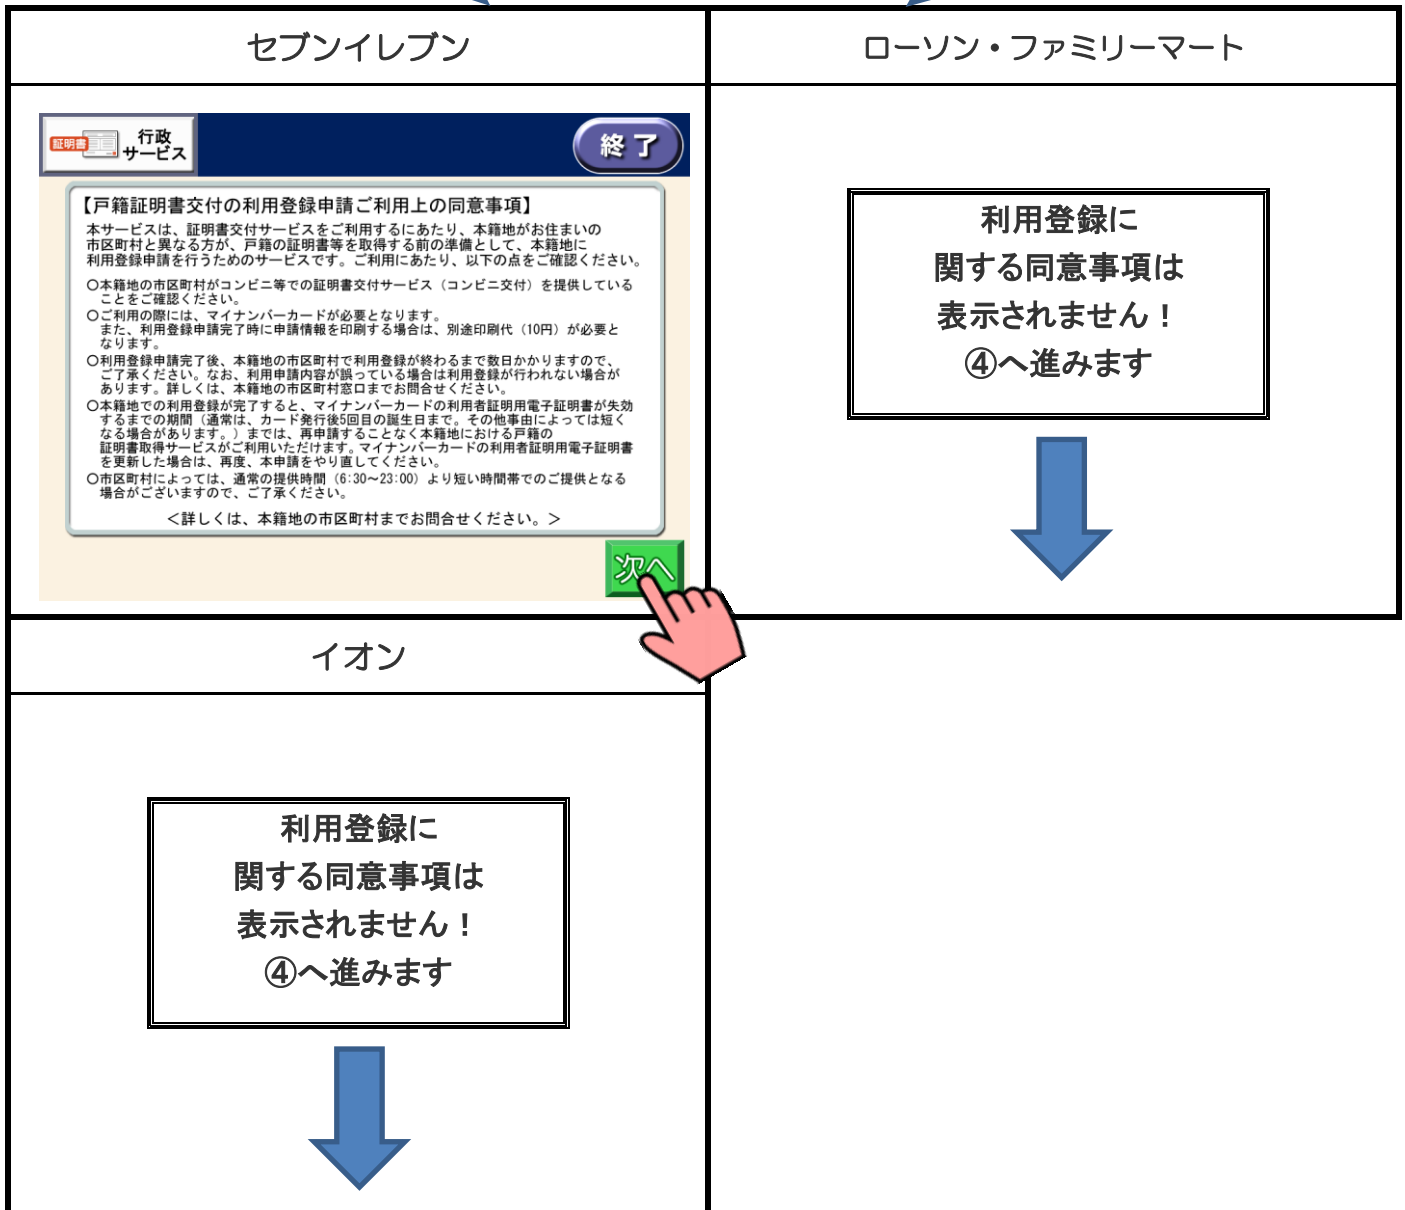 セブンイレブン
ローソン・ファミリーマート
証明書
行政
サービス
終了
【戸籍証明書交付の利用登録申請ご利用上の同意事項】
本サービスは、証明書交付サービスをご利用するにあたり、本籍地がお住まいの
市区町村と異なる方が、戸籍の証明書等を取得する前の準備として、本籍地に
利用登録申請を行うためのサービスです。ご利用にあたり、以下の点をご確認ください。
○本籍地の市区町村がコンビニ等での証明書交付サービス（コンビニ交付）を提供している
ことをご確認ください。
○ご利用の際には、マイナンバーカードが必要となります。
また、利用登録申請完了時に申請情報を印刷する場合は、別途印刷代（10円）が必要と
なります。
○利用登録申請完了後、本籍地の市区町村で利用登録が終わるまで数日かかりますので、
ご了承ください。なお、利用申請内容が誤っている場合は利用登録が行われない場合が
あります。詳しくは、本籍地の市区町村窓口までお問合せください。
○本籍地での利用登録が完了すると、マイナンバーカードの利用者証明用電子証明書が失効
するまでの期間（通常は、カード発行後5回目の誕生日まで。その他事由によっては短く
なる場合があります。）までは、再申請することなく本籍地における戸籍の
証明書取得サービスがご利用いただけます。マイナンバーカードの利用者証明用電子証明書
を更新した場合は、再度、本申請をやり直してください。
○市区町村によっては、通常の提供時間（6:30～23:00）より短い時間帯でのご提供となる
場合がございますので、ご了承ください。
＜詳しくは、本籍地の市区町村までお問合せください。＞
次へ
利用登録に
関する同意事項は
表示されません！
④へ進みます
イオン
利用登録に
関する同意事項は
表示されません！
④へ進みます